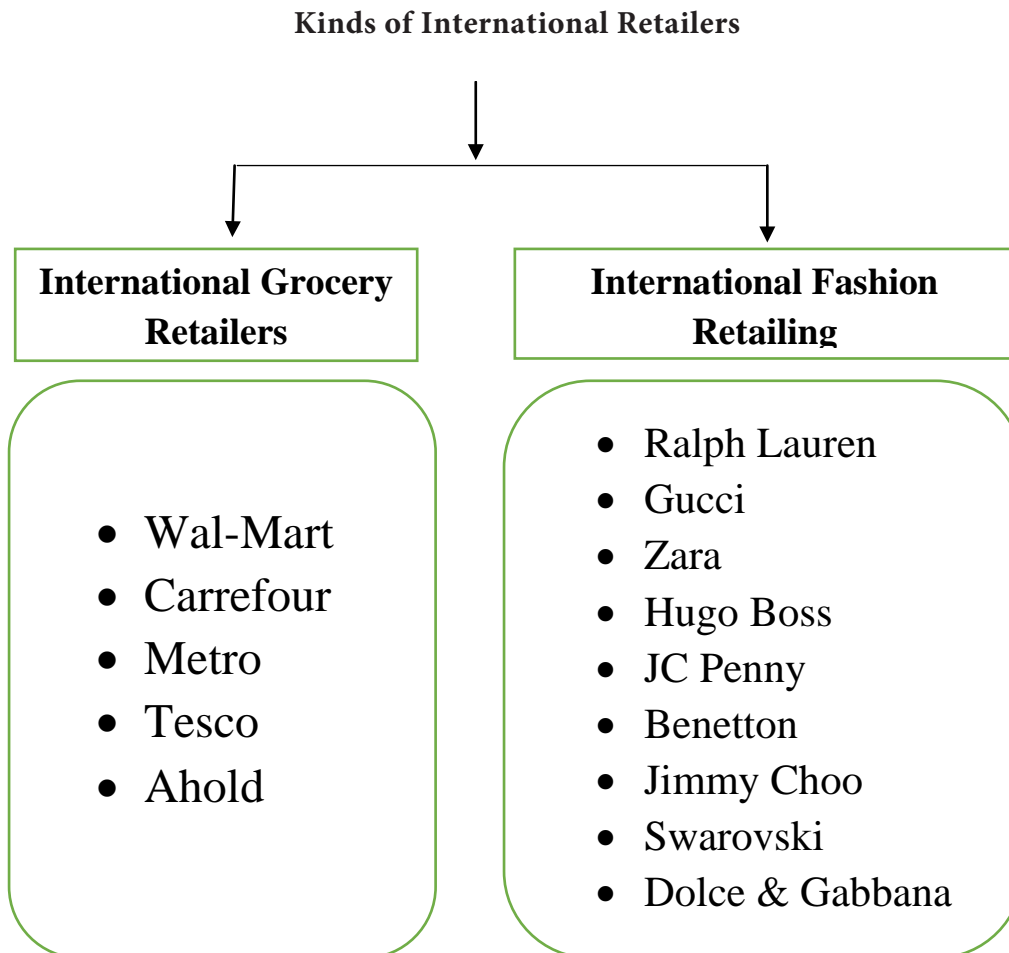 Kinds of International Retailers
International Grocery
Retailers
• Wal-Mart
• Carrefour
• Metro
• Tesco
• Ahold
International Fashion
Retailing
• Ralph Lauren
• Gucci
• Zara
• Hugo Boss
• JC Penny
• Benetton
• Jimmy Choo
• Swarovski
• Dolce & Gabbana